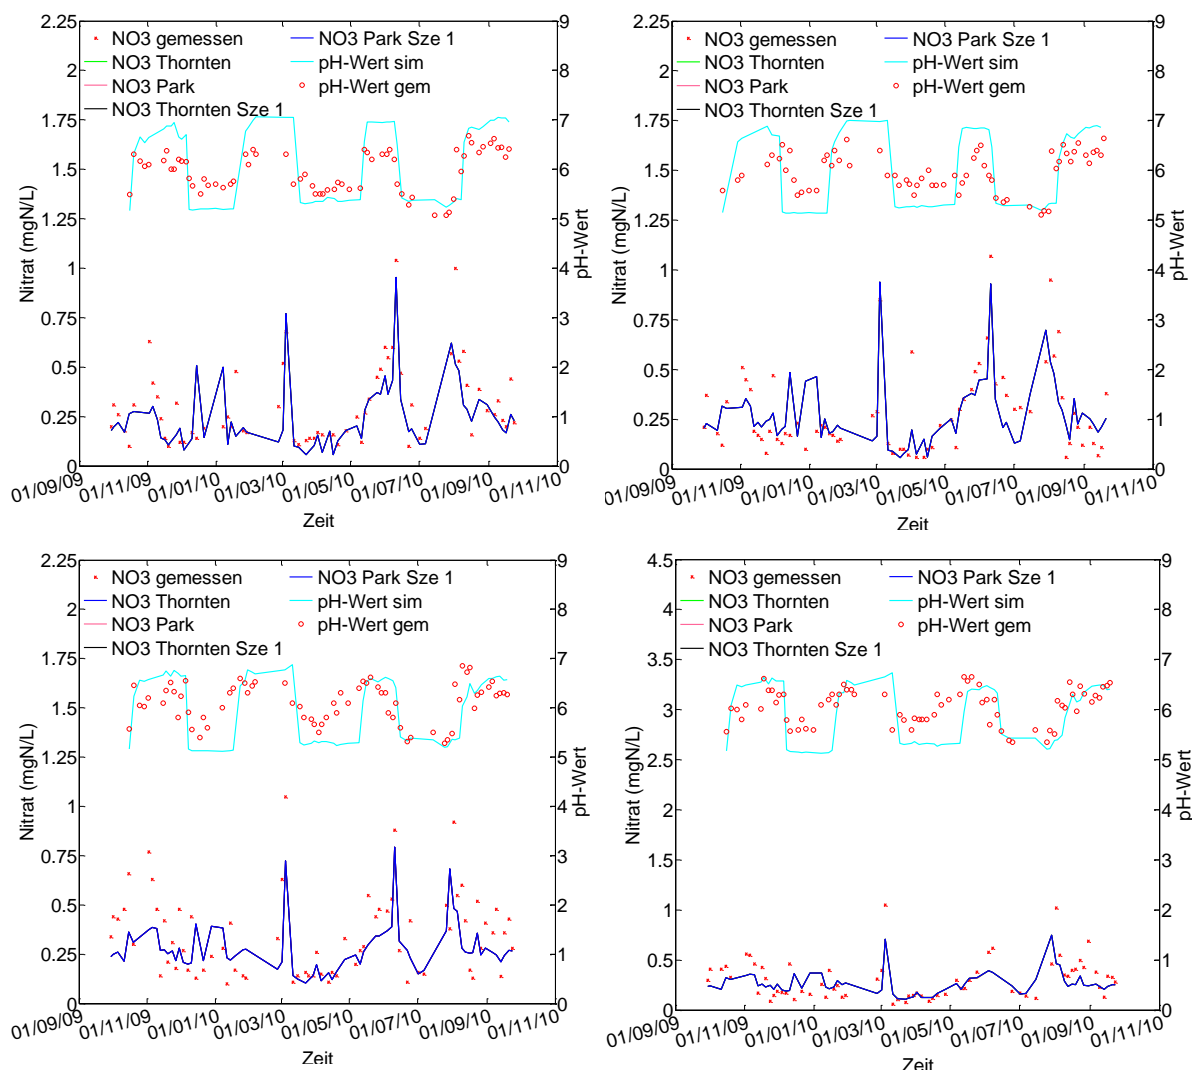 2.25
2
1.75
1.5
1.25
1
0.75
0.5
0.25
0
Nitrat (mgN/L)
NO3 gemessen
NO3 Thornten
NO3 Park
NO3 Thornten Sze 1
NO3 Park Sze 1
pH-Wert sim
pH-Wert gem
9
8
7
6
5
4
3
2
1
0
pH-Wert
01/09/09
01/11/09
01/01/10
01/03/10
01/05/10
01/07/10
01/09/10
01/11/10
Zeit
2.25
2
1.75
1.5
1.25
1
0.75
0.5
0.25
0
Nitrat (mgN/L)
NO3 gemessen
NO3 Thornten
NO3 Park
NO3 Thornten Sze 1
NO3 Park Sze 1
pH-Wert sim
pH-Wert gem
9
8
7
6
5
4
3
2
1
0
pH-Wert
01/09/09
01/11/09
01/01/10
01/03/10
01/05/10
01/07/10
01/09/10
01/11/10
Zeit
2.25
2
1.75
1.5
1.25
1
0.75
0.5
0.25
0
Nitrat (mgN/L)
NO3 gemessen
NO3 Thornten
NO3 Park
NO3 Thornten Sze 1
NO3 Park Sze 1
pH-Wert sim
pH-Wert gem
9
8
7
6
5
4
3
2
1
0
pH-Wert
01/09/09
01/11/09
01/01/10
01/03/10
01/05/10
01/07/10
01/09/10
01/11/10
Zeit
4.5
4
3.5
3
2.5
2
1.5
1
0.5
0
Nitrat (mgN/L)
NO3 gemessen
NO3 Thornten
NO3 Park
NO3 Thornten Sze 1
NO3 Park Sze 1
pH-Wert sim
pH-Wert gem
9
8
7
6
5
4
3
2
1
0
pH-Wert
01/09/09
01/11/09
01/01/10
01/03/10
01/05/10
01/07/10
01/09/10
01/11/10
Zeit